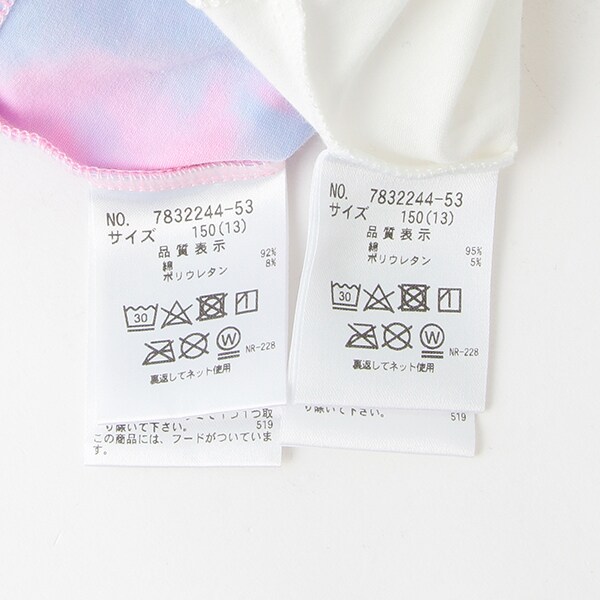 NO. 7832244-53
サイズ 150(13)
品質表示
綿 92%
ポリウレタン 8%
30
W
NR-228
裏返してネット使用
り除いて下さい。
519
この商品には、フードがついていま
す。
NO. 7832244-53
サイズ 150(13)
品質表示
綿 95%
ポリウレタン 5%
30
W
NR-228
裏返してネット使用
り除いて下さい。
519